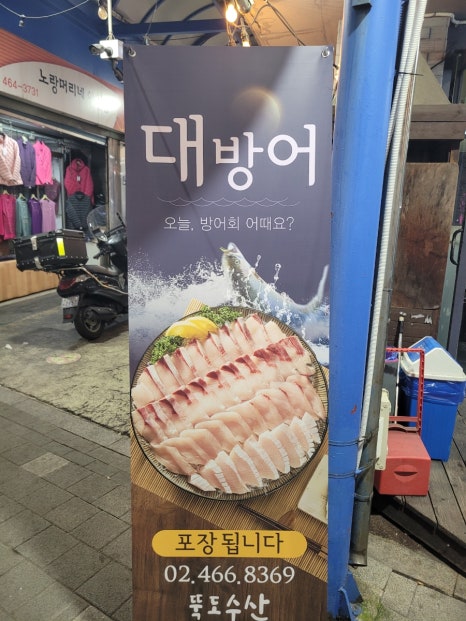 464-3731 노랑머리네
대방어
오늘, 방어회 어때요?
포장됩니다
02.466.8369
뚝도수산